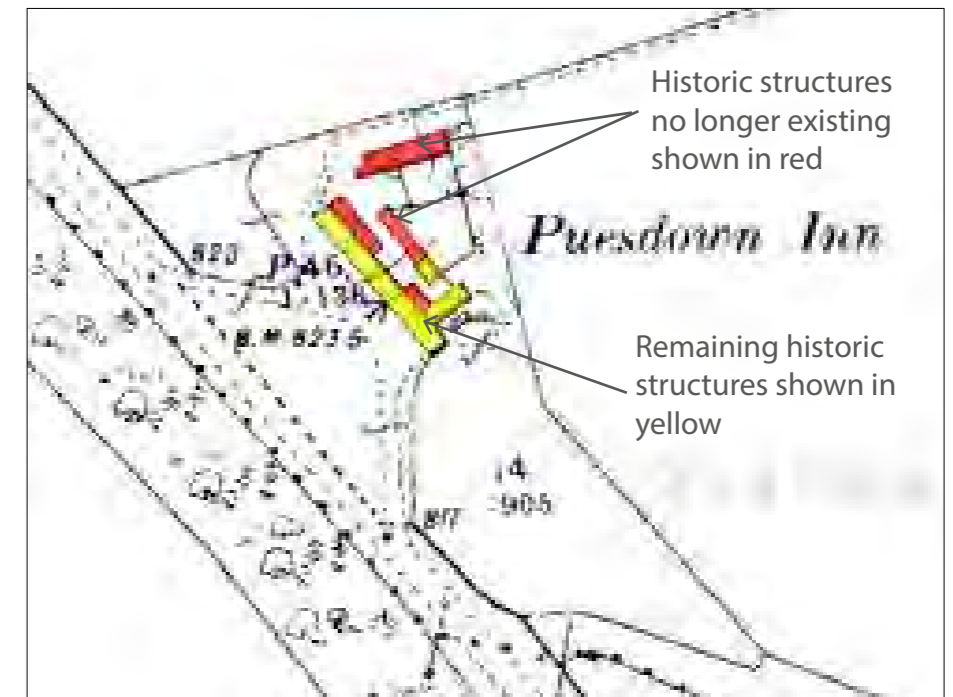 Historic structures
no longer existing
shown in red
Puesdown Inn
823
P. 46
B.M. 823·5
Remaining historic
structures shown in
yellow
·905
817